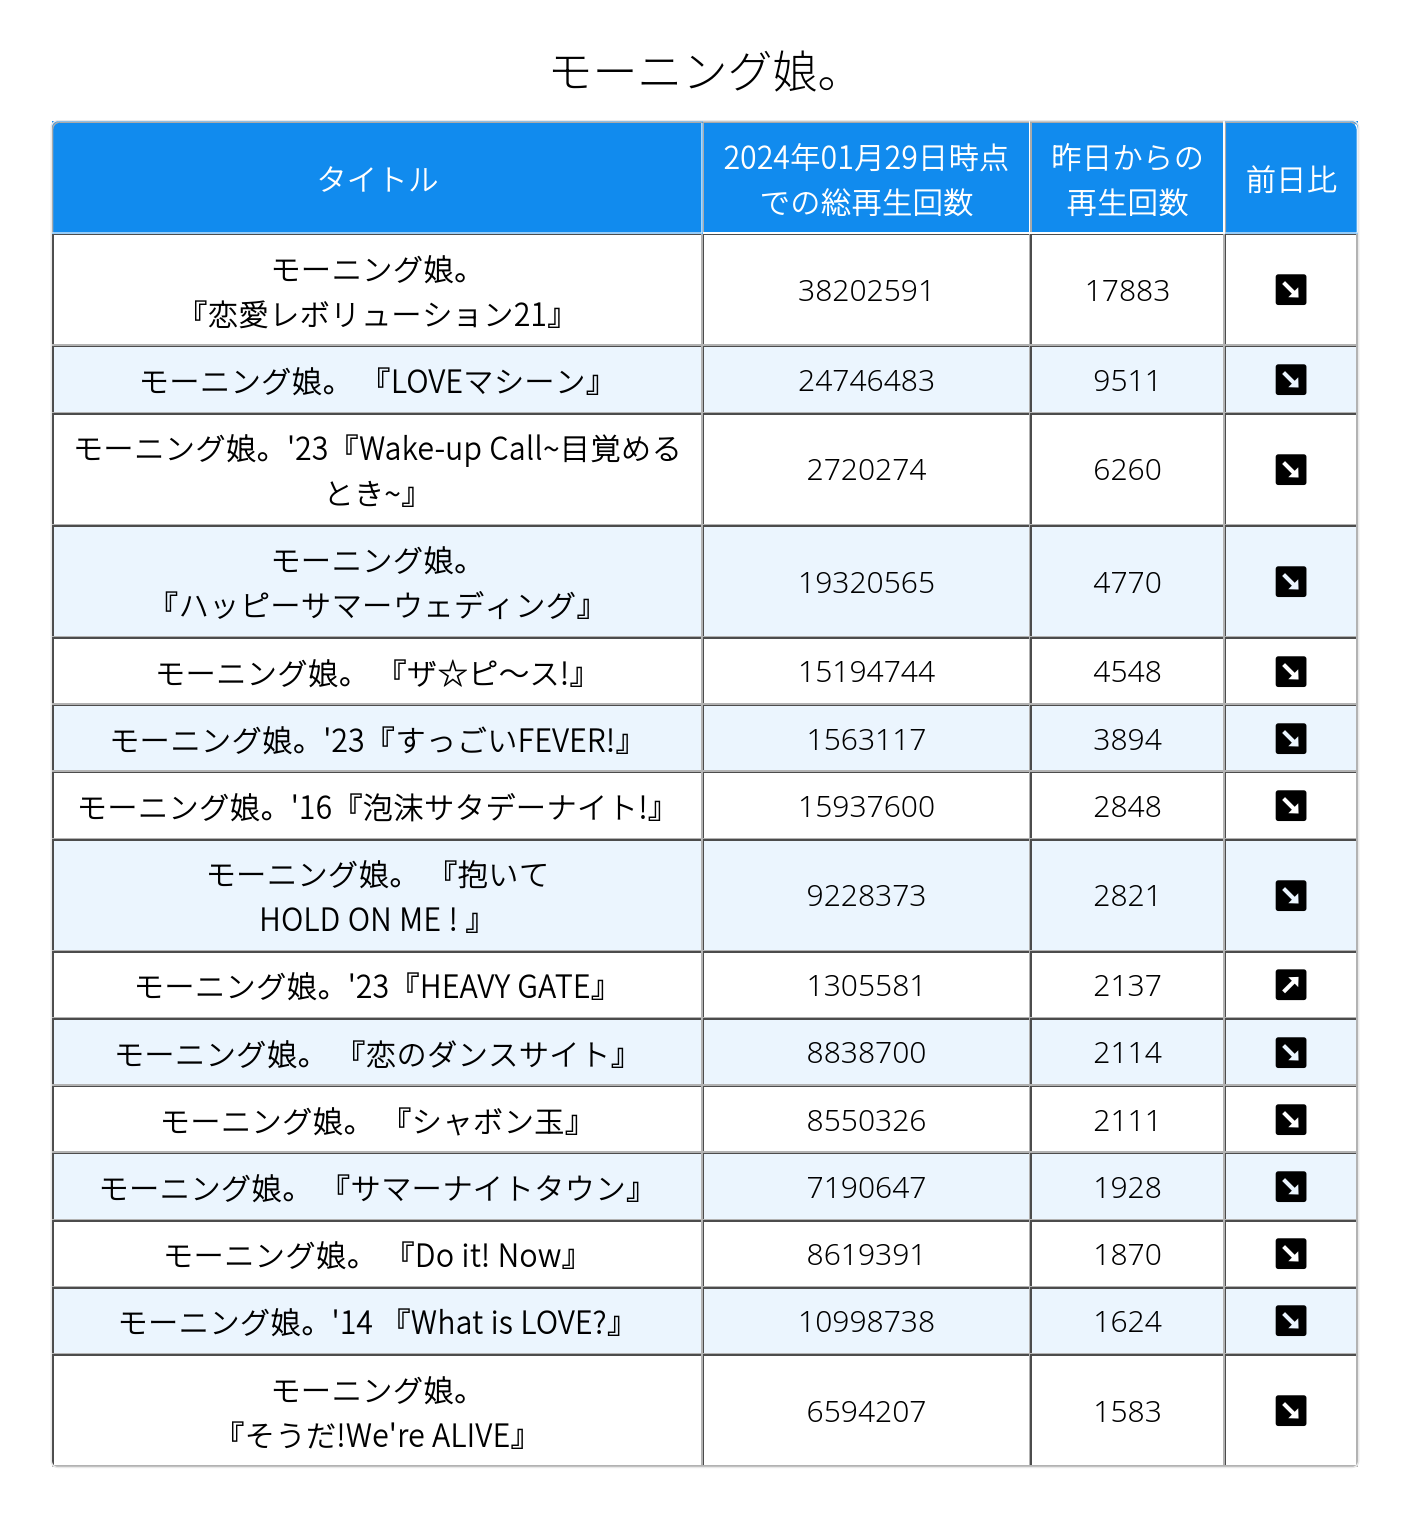 モーニング娘。
タイトル
2024年01月29日時点
での総再生回数
昨日からの
再生回数
前日比
モーニング娘。
『恋愛レボリューション21』
38202591
17883
↘
モーニング娘。 『LOVEマシーン』
24746483
9511
↘
モーニング娘。'23『Wake-up Call~目覚める
とき~』
2720274
6260
↘
モーニング娘。
『ハッピーサマーウェディング』
19320565
4770
↘
モーニング娘。 『ザ☆ピ〜ス!』
15194744
4548
↘
モーニング娘。'23『すっごいFEVER!』
1563117
3894
↘
モーニング娘。'16『泡沫サタデーナイト!』
15937600
2848
↘
モーニング娘。 『抱いて
HOLD ON ME ! 』
9228373
2821
↘
モーニング娘。'23『HEAVY GATE』
1305581
2137
↗
モーニング娘。 『恋のダンスサイト』
8838700
2114
↘
モーニング娘。 『シャボン玉』
8550326
2111
↘
モーニング娘。 『サマーナイトタウン』
7190647
1928
↘
モーニング娘。 『Do it! Now』
8619391
1870
↘
モーニング娘。'14 『What is LOVE?』
10998738
1624
↘
モーニング娘。
『そうだ!We're ALIVE』
6594207
1583
↘